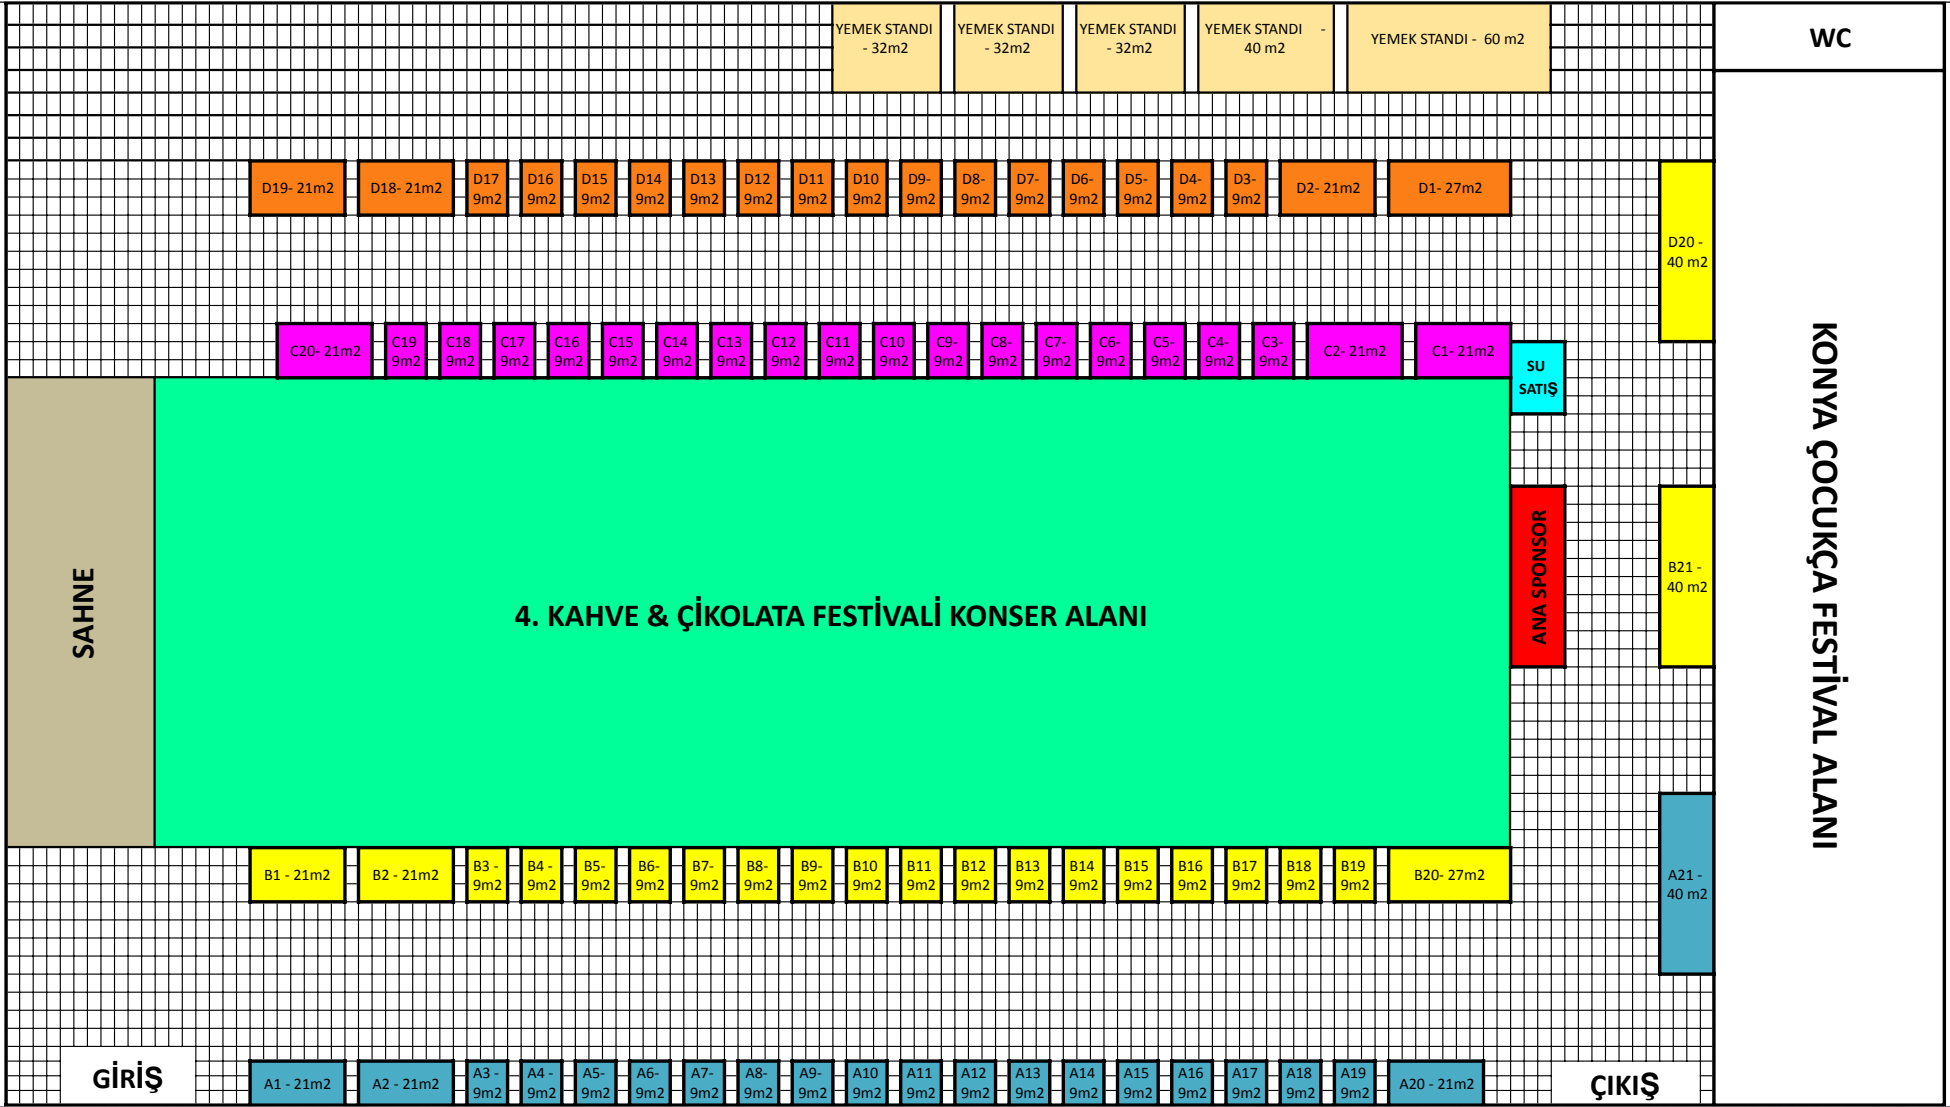 YEMEK STANDI
- 32m2
YEMEK STANDI
- 32m2
YEMEK STANDI
- 32m2
YEMEK STANDI -
40 m2
YEMEK STANDI - 60 m2
WC
D19- 21m2
D18- 21m2
D17
9m2
D16
9m2
D15
9m2
D14
9m2
D13
9m2
D12
9m2
D11
9m2
D10
9m2
D9-
9m2
D8-
9m2
D7-
9m2
D6-
9m2
D5-
9m2
D4-
9m2
D3-
9m2
D2- 21m2
D1- 27m2
D20 -
40 m2
C20- 21m2
C19
9m2
C18
9m2
C17
9m2
C16
9m2
C15
9m2
C14
9m2
C13
9m2
C12
9m2
C11
9m2
C10
9m2
C9-
9m2
C8-
9m2
C7-
9m2
C6-
9m2
C5-
9m2
C4-
9m2
C3-
9m2
C2- 21m2
C1- 21m2
SU
SATIŞ
SAHNE
4. KAHVE & ÇİKOLATA FESTİVALİ KONSER ALANI
ANA SPONSOR
B21 -
40 m2
KONYA ÇOCUKÇA FESTİVAL ALANI
B1 - 21m2
B2 - 21m2
B3 -
9m2
B4 -
9m2
B5-
9m2
B6-
9m2
B7-
9m2
B8-
9m2
B9-
9m2
B10
9m2
B11
9m2
B12
9m2
B13
9m2
B14
9m2
B15
9m2
B16
9m2
B17
9m2
B18
9m2
B19
9m2
B20- 27m2
A21 -
40 m2
GİRİŞ
A1 - 21m2
A2 - 21m2
A3 -
9m2
A4 -
9m2
A5-
9m2
A6-
9m2
A7-
9m2
A8-
9m2
A9-
9m2
A10
9m2
A11
9m2
A12
9m2
A13
9m2
A14
9m2
A15
9m2
A16
9m2
A17
9m2
A18
9m2
A19
9m2
A20 - 21m2
ÇIKIŞ